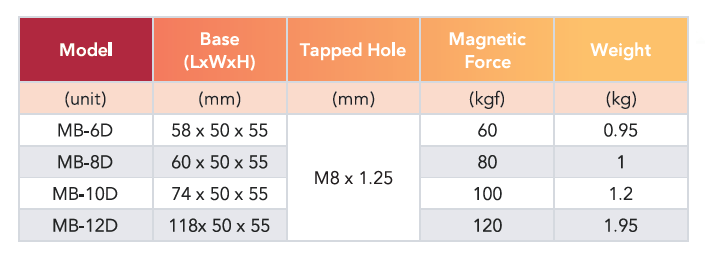 Model Base (LxWxH) Tapped Hole Magnetic Force Weight
(unit) (mm) (mm) (kgf) (kg)
MB-6D 58 x 50 x 55 M8 x 1.25 60 0.95
MB-8D 60 x 50 x 55 80 1
MB-10D 74 x 50 x 55 100 1.2
MB-12D 118x 50 x 55 120 1.95